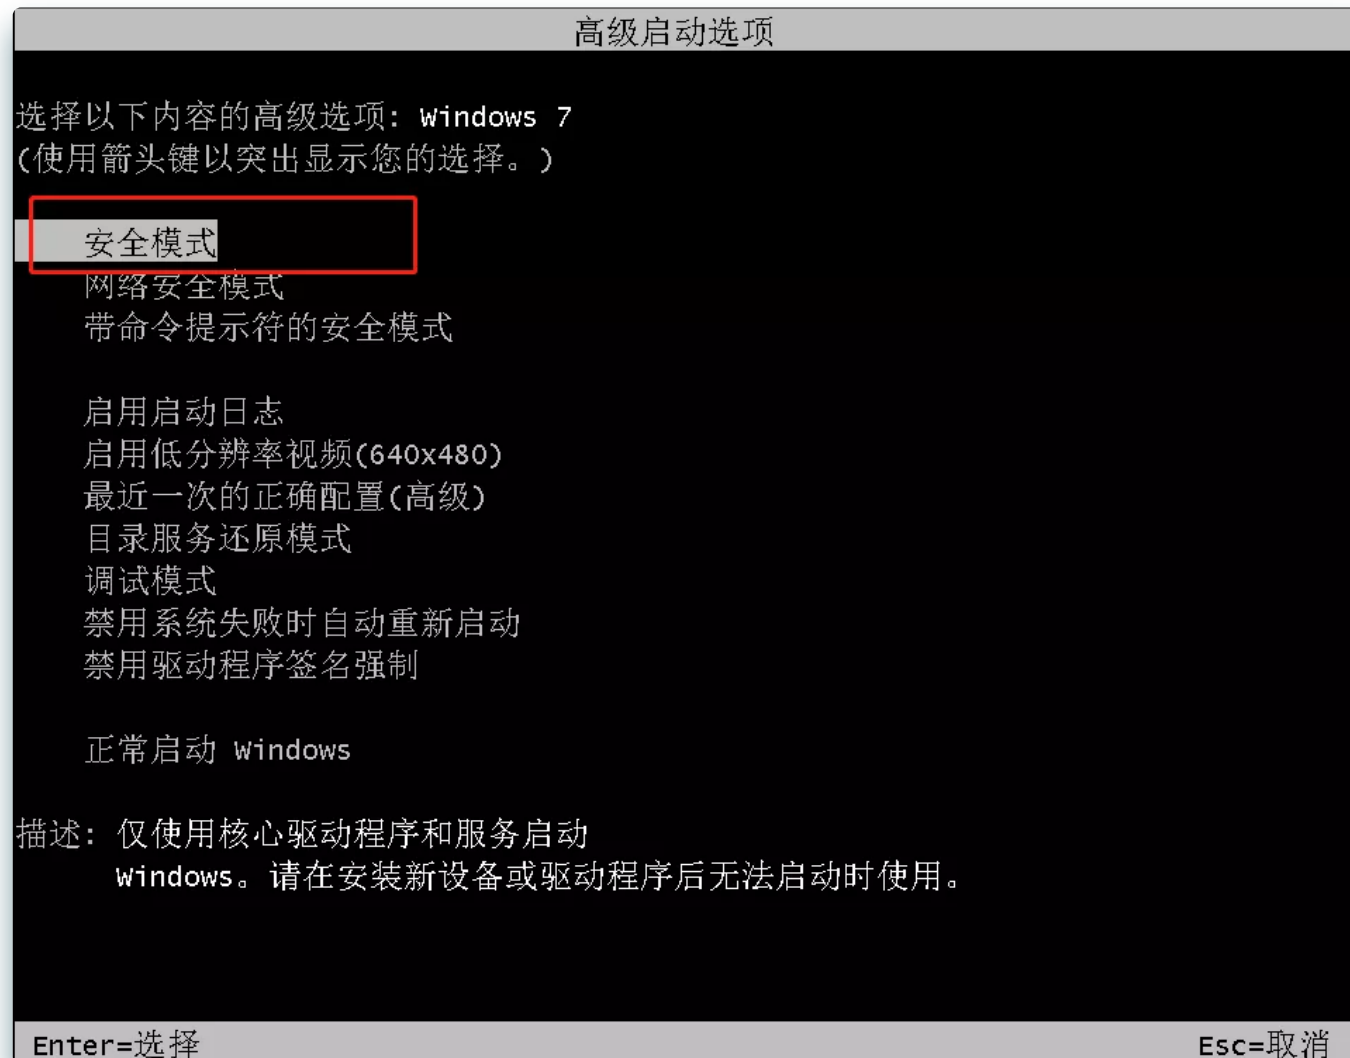 高级启动选项
选择以下内容的高级选项: Windows 7
(使用箭头键以突出显示您的选择。)
安全模式
网络安全模式
带命令提示符的安全模式
启用启动日志
启用低分辨率视频(640x480)
最近一次的正确配置(高级)
目录服务还原模式
调试模式
禁用系统失败时自动重新启动
禁用驱动程序签名强制
正常启动 Windows
描述: 仅使用核心驱动程序和服务启动
Windows。请在安装新设备或驱动程序后无法启动时使用。
Enter=选择 Esc=取消